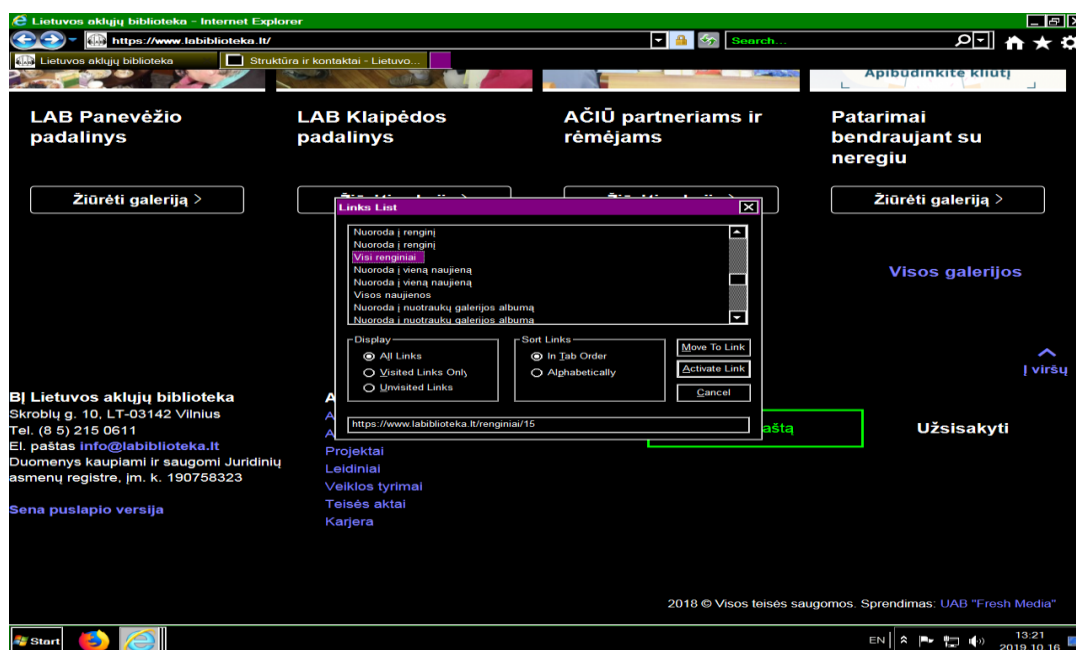 Lietuvos aklųjų biblioteka - Internet Explorer
https://www.labiblioteka.lt/
Search...
Lietuvos aklųjų biblioteka
Struktūra ir kontaktai - Lietuvo...
Apibūdinkite kliūtį
LAB Panevėžio
padalinys
LAB Klaipėdos
padalinys
AČIŪ partneriams ir
rėmėjams
Patarimai
bendraujant su
neregiu
Žiūrėti galeriją >
Žiūrėti galeriją >
Links List
Nuoroda į renginį
Nuoroda į renginį
Visi renginiai
Nuoroda į vieną naujieną
Nuoroda į vieną naujieną
Visos naujienos
Nuoroda į nuotraukų galerijos albumą
Nuoroda į nuotraukų galerijos albumą
Display
All Links
Visited Links Only
Unvisited Links
Sort Links
In Tab Order
Alphabetically
Move To Link
Activate Link
Cancel
https://www.labiblioteka.lt/renginiai/15
Visos galerijos
Į viršų
BĮ Lietuvos aklųjų biblioteka
Skroblų g. 10, LT-03142 Vilnius
Tel. (8 5) 215 0611
El. paštas info@labiblioteka.lt
Duomenys kaupiami ir saugomi Juridinių
asmenų registre, įm. k. 190758323
Sena puslapio versija
Projektai
Leidiniai
Veiklos tyrimai
Teisės aktai
Karjera
aštą
Užsisakyti
2018 © Visos teisės saugomos. Sprendimas: UAB "Fresh Media"
Start
EN
13:21
2019.10.16